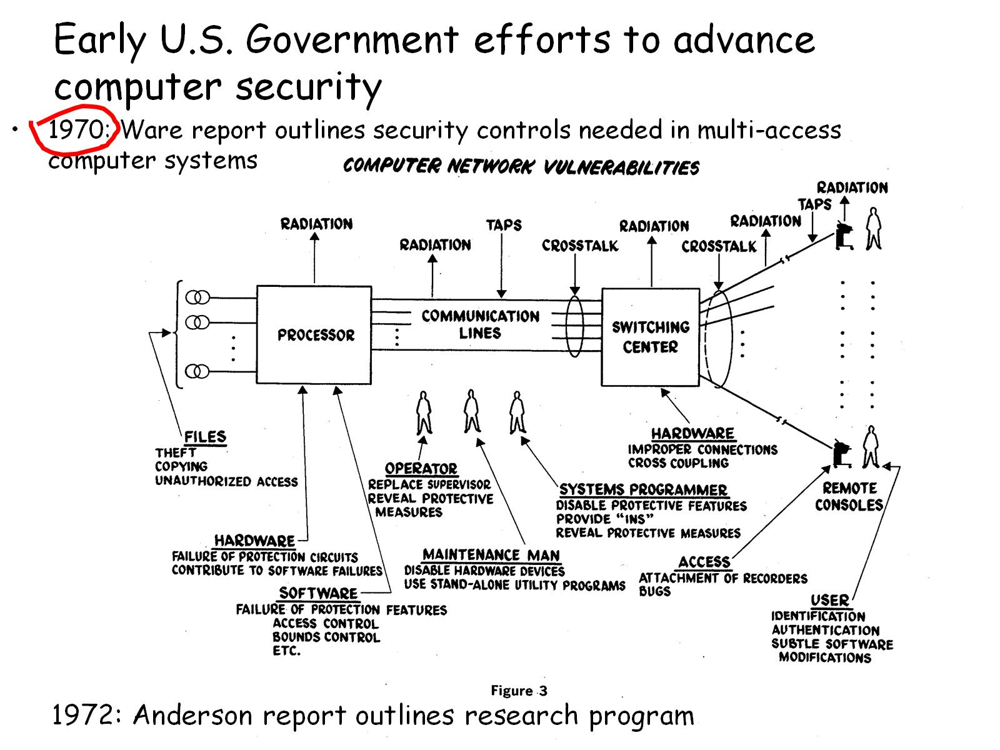 Early U.S. Government efforts to advance
computer security
• 1970: Ware report outlines security controls needed in multi-access
computer systems
COMPUTER NETWORK VULNERABILITIES
RADIATION
TAPS
RADIATION
TAPS
RADIATION
RADIATION
RADIATION
CROSSTALK
CROSSTALK
PROCESSOR
COMMUNICATION
LINES
SWITCHING
CENTER
FILES
THEFT
COPYING
UNAUTHORIZED ACCESS
OPERATOR
REPLACE SUPERVISOR
REVEAL PROTECTIVE
MEASURES
HARDWARE
IMPROPER CONNECTIONS
CROSS COUPLING
SYSTEMS PROGRAMMER
DISABLE PROTECTIVE FEATURES
PROVIDE "INS"
REVEAL PROTECTIVE MEASURES
REMOTE
CONSOLES
HARDWARE
FAILURE OF PROTECTION CIRCUITS
CONTRIBUTE TO SOFTWARE FAILURES
MAINTENANCE MAN
DISABLE HARDWARE DEVICES
USE STAND-ALONE UTILITY PROGRAMS
ACCESS
ATTACHMENT OF RECORDERS
BUGS
SOFTWARE
FAILURE OF PROTECTION FEATURES
ACCESS CONTROL
BOUNDS CONTROL
ETC.
USER
IDENTIFICATION
AUTHENTICATION
SUBTLE SOFTWARE
MODIFICATIONS
Figure 3
1972: Anderson report outlines research program